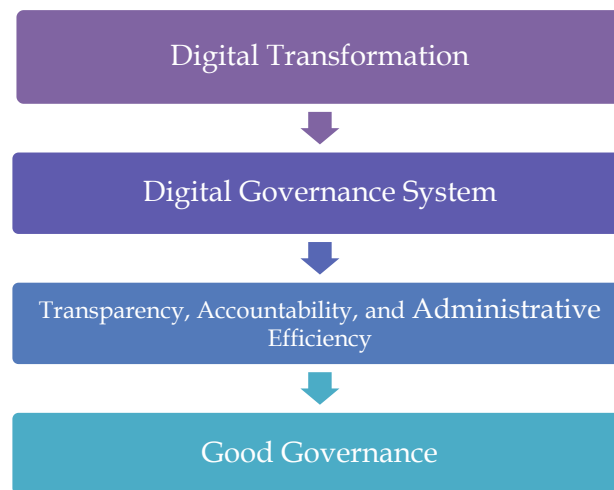 Digital Transformation
Digital Governance System
Transparency, Accountability, and Administrative
Efficiency
Good Governance